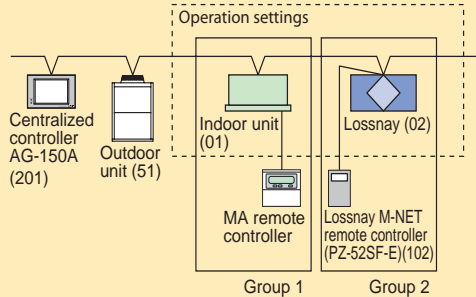 Operation settings
Centralized
controller
AG-150A
(201)
Outdoor
unit (51)
Indoor unit
(01)
Lossnay (02)
MA remote
controller
Lossnay M-NET
remote controller
(PZ-52SF-E)(102)
Group 1
Group 2